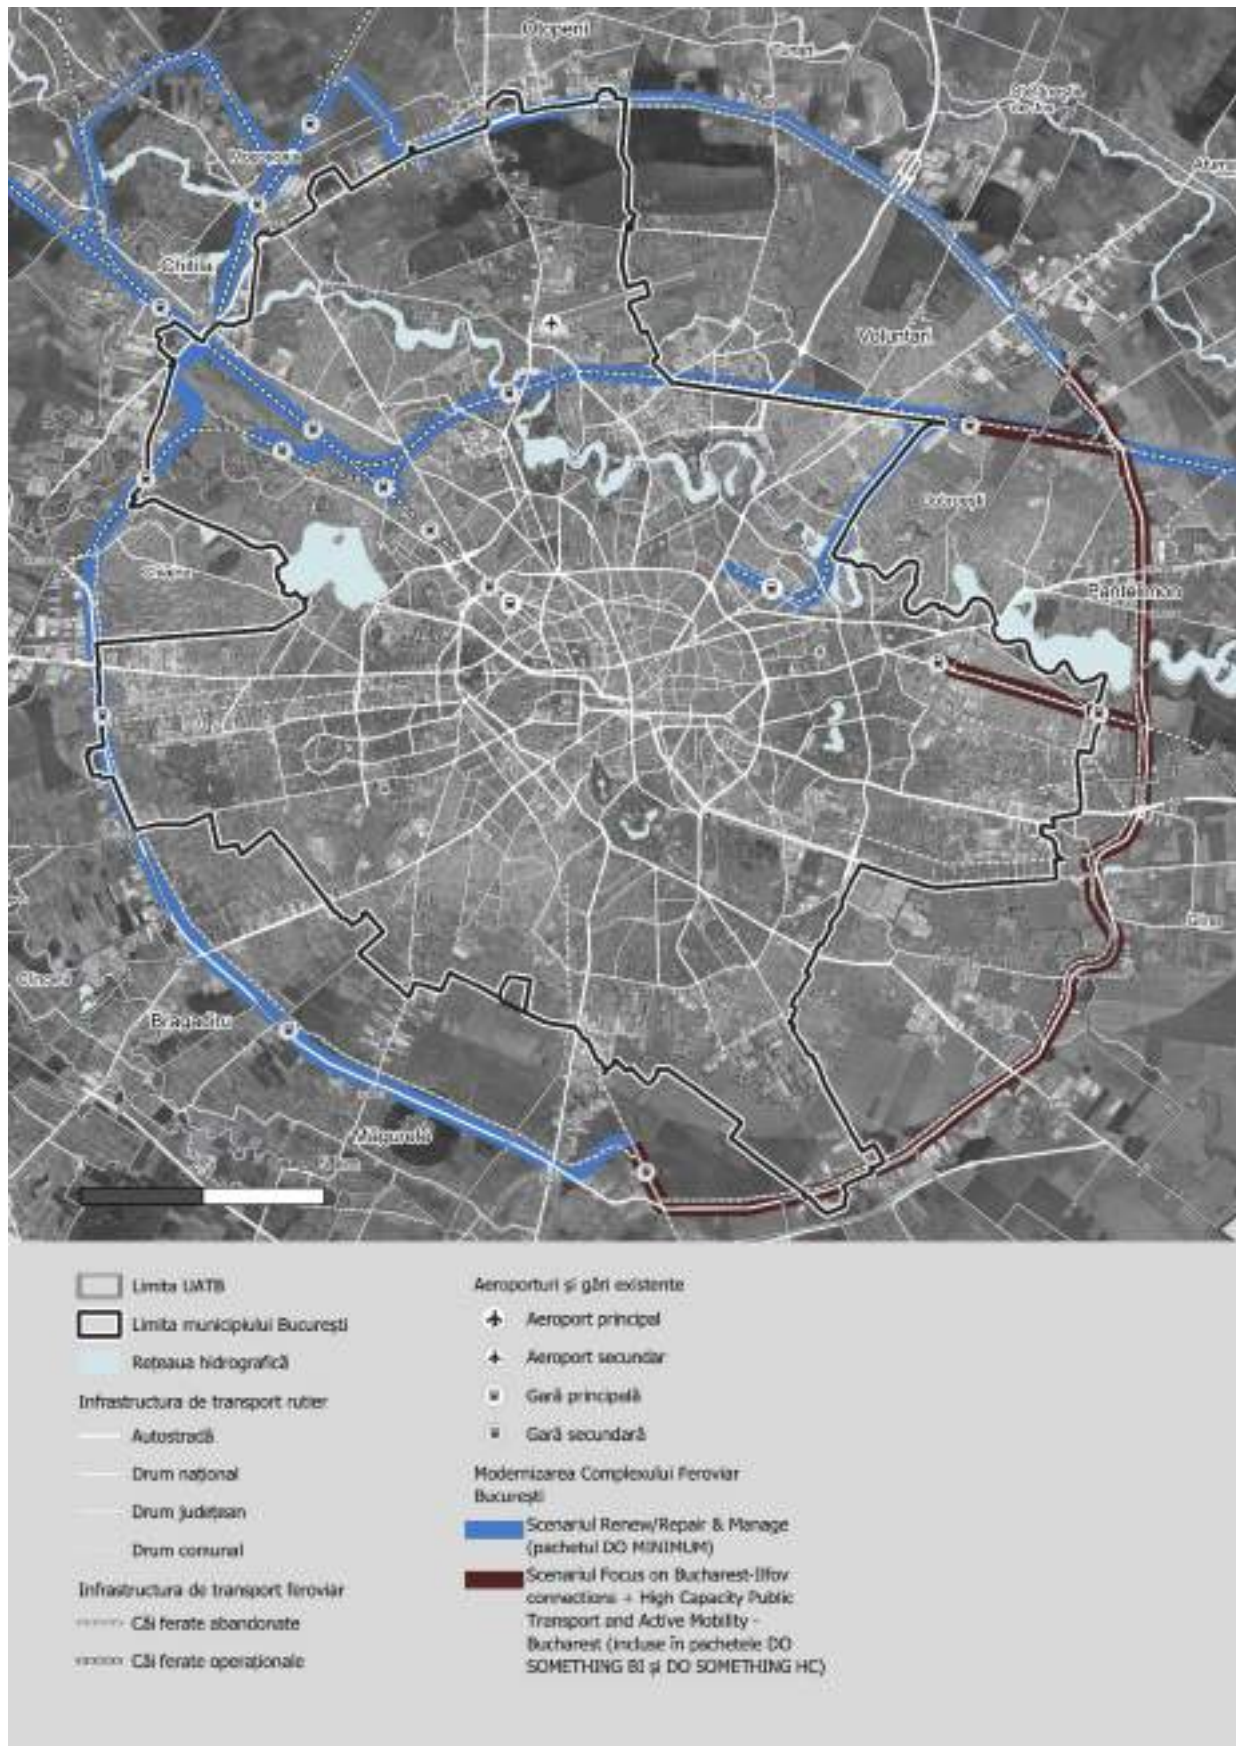 Otopeni
Mogoșoaia
Chitila
Voluntari
Dobroești
Chiajna
Pantelimon
Clinceni
Bragadiru
Măgurele
Limita UATB
Limita municipiului București
Rețeaua hidrografică
Infrastructura de transport rutier
Autostradă
Drum național
Drum județean
Drum comunal
Infrastructura de transport feroviar
Căi ferate abandonate
Căi ferate operaționale
Aeroporturi și gări existente
Aeroport principal
Aeroport secundar
Gară principală
Gară secundară
Modernizarea Complexului Feroviar
București
Scenariul Renew/Repair & Manage
(pachetul DO MINIMUM)
Scenariul Focus on Bucharest-Ilfov
connections + High Capacity Public
Transport and Active Mobility -
Bucharest (incluse în pachetele DO
SOMETHING BI și DO SOMETHING HC)